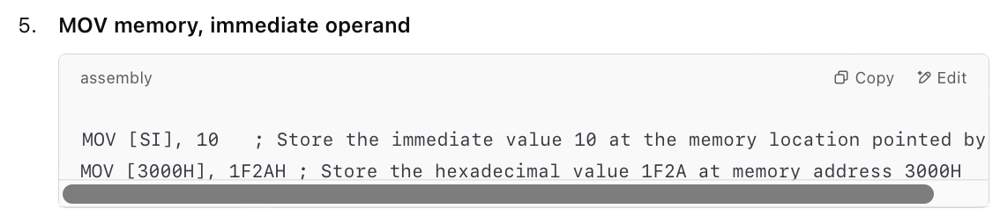 5. MOV memory, immediate operand
assembly Copy Edit
MOV [SI], 10 ; Store the immediate value 10 at the memory location pointed by
MOV [3000H], 1F2AH ; Store the hexadecimal value 1F2A at memory address 3000H